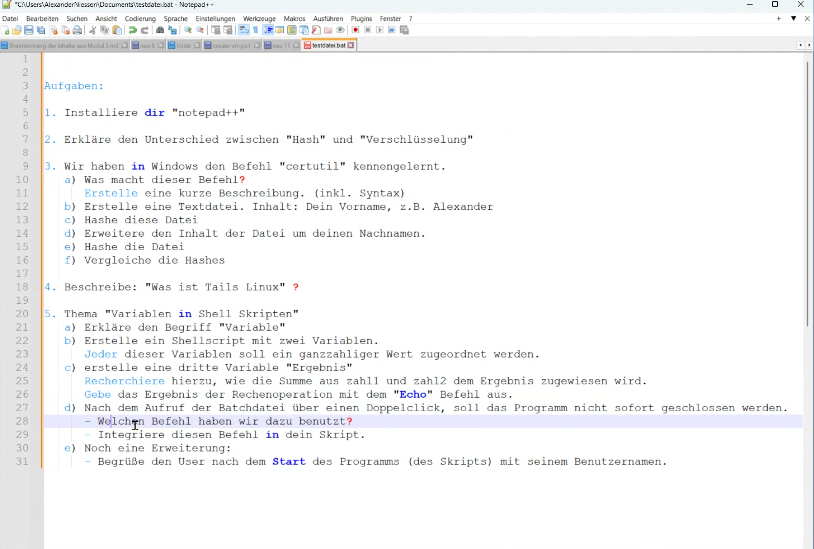 *C:\Users\AlexanderNiessen\Documents\testdatei.bat - Notepad++
Datei Bearbeiten Suchen Ansicht Codierung Sprache Einstellungen Werkzeuge Makros Ausführen Plugins Fenster ?
Brainstorming der Inhalte aus Modul 3.md neu 8 hosts createvm.ps1 neu 11 testdatei.bat
1
2
3 Aufgaben:
4
5 1. Installiere dir "notepad++"
6
7 2. Erkläre den Unterschied zwischen "Hash" und "Verschlüsselung"
8
9 3. Wir haben in Windows den Befehl "certutil" kennengelernt.
10 a) Was macht dieser Befehl?
11 Erstelle eine kurze Beschreibung. (inkl. Syntax)
12 b) Erstelle eine Textdatei. Inhalt: Dein Vorname, z.B. Alexander
13 c) Hashe diese Datei
14 d) Erweitere den Inhalt der Datei um deinen Nachnamen.
15 e) Hashe die Datei
16 f) Vergleiche die Hashes
17
18 4. Beschreibe: "Was ist Tails Linux" ?
19
20 5. Thema "Variablen in Shell Skripten"
21 a) Erkläre den Begriff "Variable"
22 b) Erstelle ein Shellscript mit zwei Variablen.
23 Jeder dieser Variablen soll ein ganzzahliger Wert zugeordnet werden.
24 c) erstelle eine dritte Variable "Ergebnis"
25 Recherchiere hierzu, wie die Summe aus zahl1 und zahl2 dem Ergebnis zugewiesen wird.
26 Gebe das Ergebnis der Rechenoperation mit dem "Echo" Befehl aus.
27 d) Nach dem Aufruf der Batchdatei über einen Doppelclick, soll das Programm nicht sofort geschlossen werden.
28 - Welchen Befehl haben wir dazu benutzt?
29 - Integriere diesen Befehl in dein Skript.
30 e) Noch eine Erweiterung:
31 - Begrüße den User nach dem Start des Programms (des Skripts) mit seinem Benutzernamen.